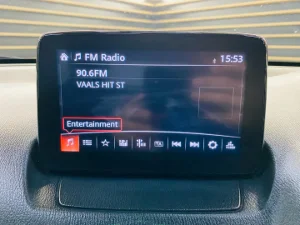 FM Radio 15:53
90.6FM
VAALS HIT ST
Entertainment